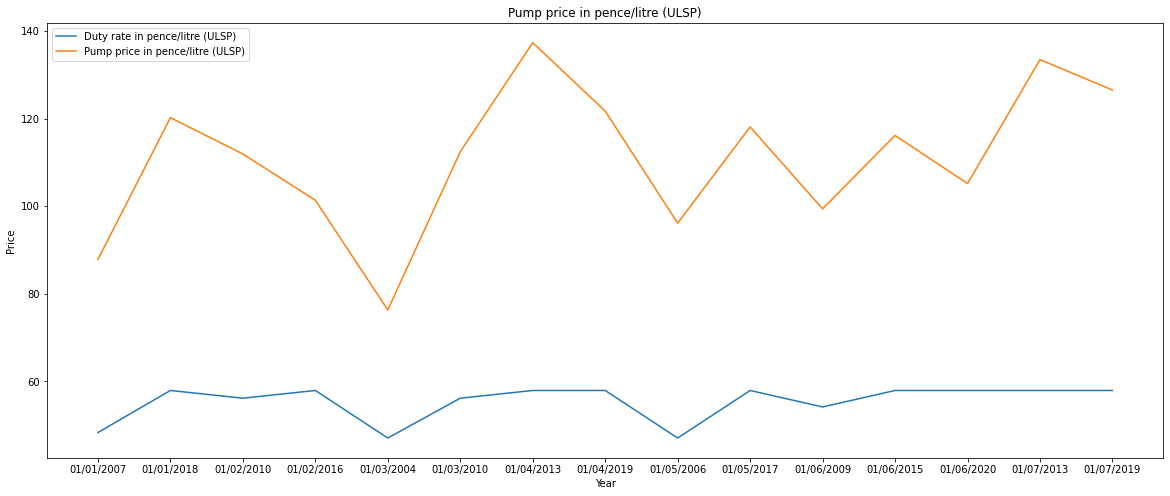 Pump price in pence/litre (ULSP)
Duty rate in pence/litre (ULSP)
Pump price in pence/litre (ULSP)
140
120
100
80
60
Price
01/01/2007 01/01/2018 01/02/2010 01/02/2016 01/03/2004 01/03/2010 01/04/2013 01/04/2019 01/05/2006 01/05/2017 01/06/2009 01/06/2015 01/06/2020 01/07/2013 01/07/2019
Year